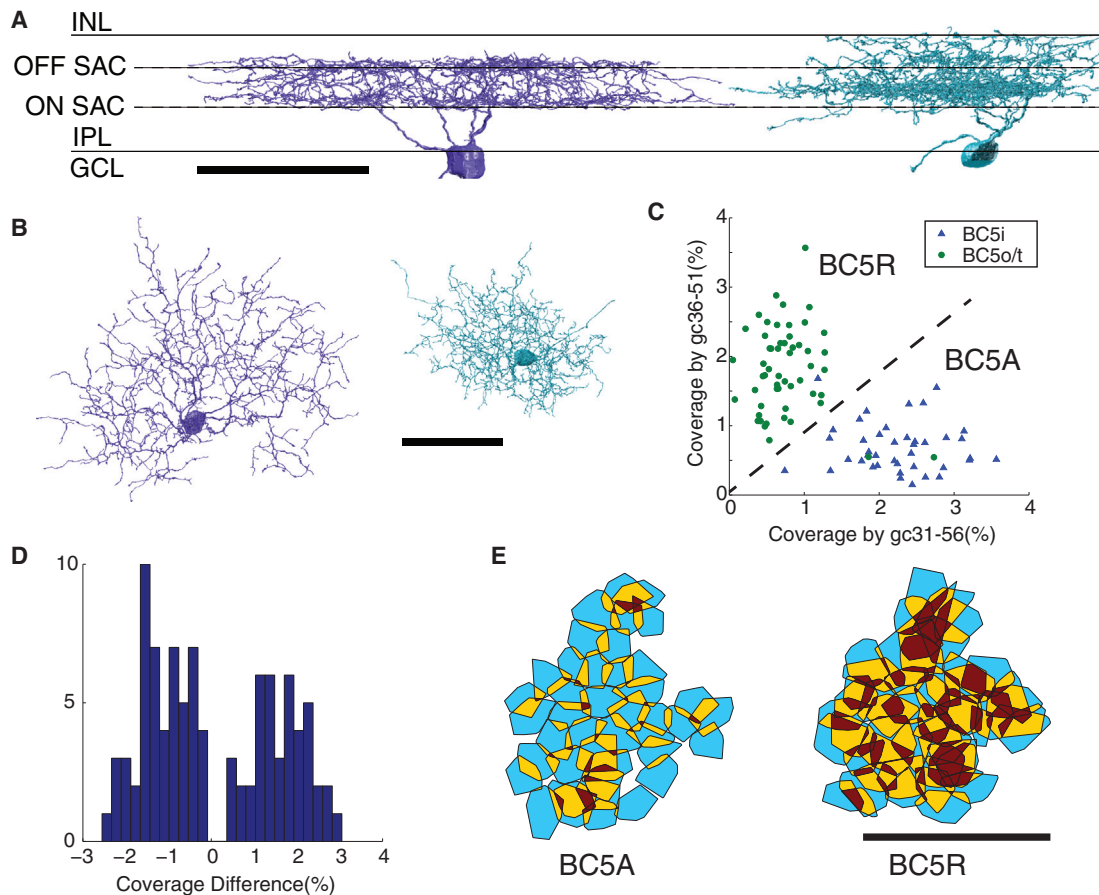 A
INL
OFF SAC
ON SAC
IPL
GCL
B
C
Coverage by gc36-51(%)
4
3
2
1
0
0 1 2 3 4
Coverage by gc31-56(%)
BC5i
BC5o/t
BC5R
BC5A
D
10
5
0
−3 −2 −1 0 1 2 3 4
Coverage Difference(%)
E
BC5A
BC5R